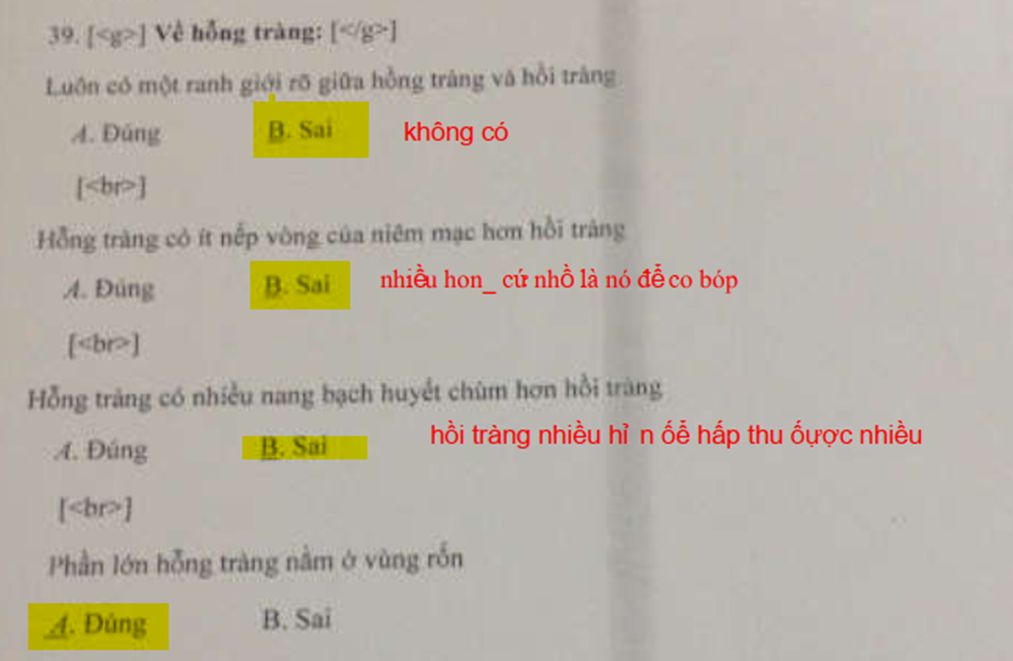 39. [<g>] Về hỗng tràng: [</g>]
Luôn có một ranh giới rõ giữa hỗng tràng và hồi tràng
A. Đúng B. Sai không có
[<br>]
Hỗng tràng có ít nếp vòng của niêm mạc hơn hồi tràng
A. Đúng B. Sai nhiều hon_ cứ nhồ là nó để co bóp
[<br>]
Hỗng tràng có nhiều nang bạch huyết chùm hơn hồi tràng
A. Đúng B. Sai hồi tràng nhiều hỉ n ốể hấp thu ốược nhiều
[<br>]
Phần lớn hỗng tràng nằm ở vùng rốn
A. Đúng B. Sai